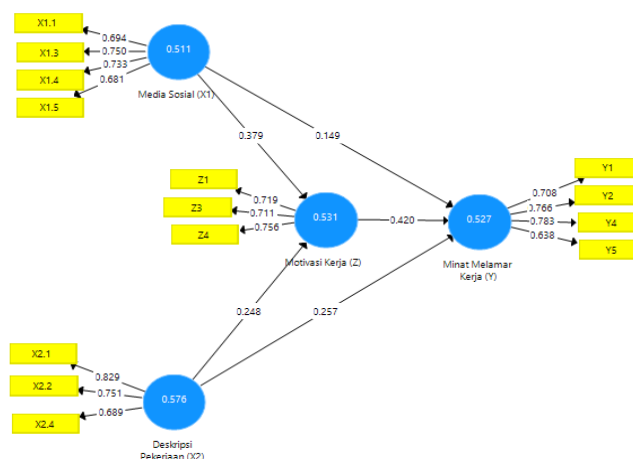 X1.1
X1.3
X1.4
X1.5
0.694
0.750
0.733
0.681
0.511
Media Sosial (X1)
0.379
0.149
Z1
Z3
Z4
0.719
0.711
0.756
0.531
Motivasi Kerja (Z)
0.420
0.527
Minat Melamar
Kerja (Y)
0.708
0.766
0.783
0.638
Y1
Y2
Y4
Y5
0.248
0.257
X2.1
X2.2
X2.4
0.829
0.751
0.689
0.576
Deskripsi
Pekerjaan (X2)